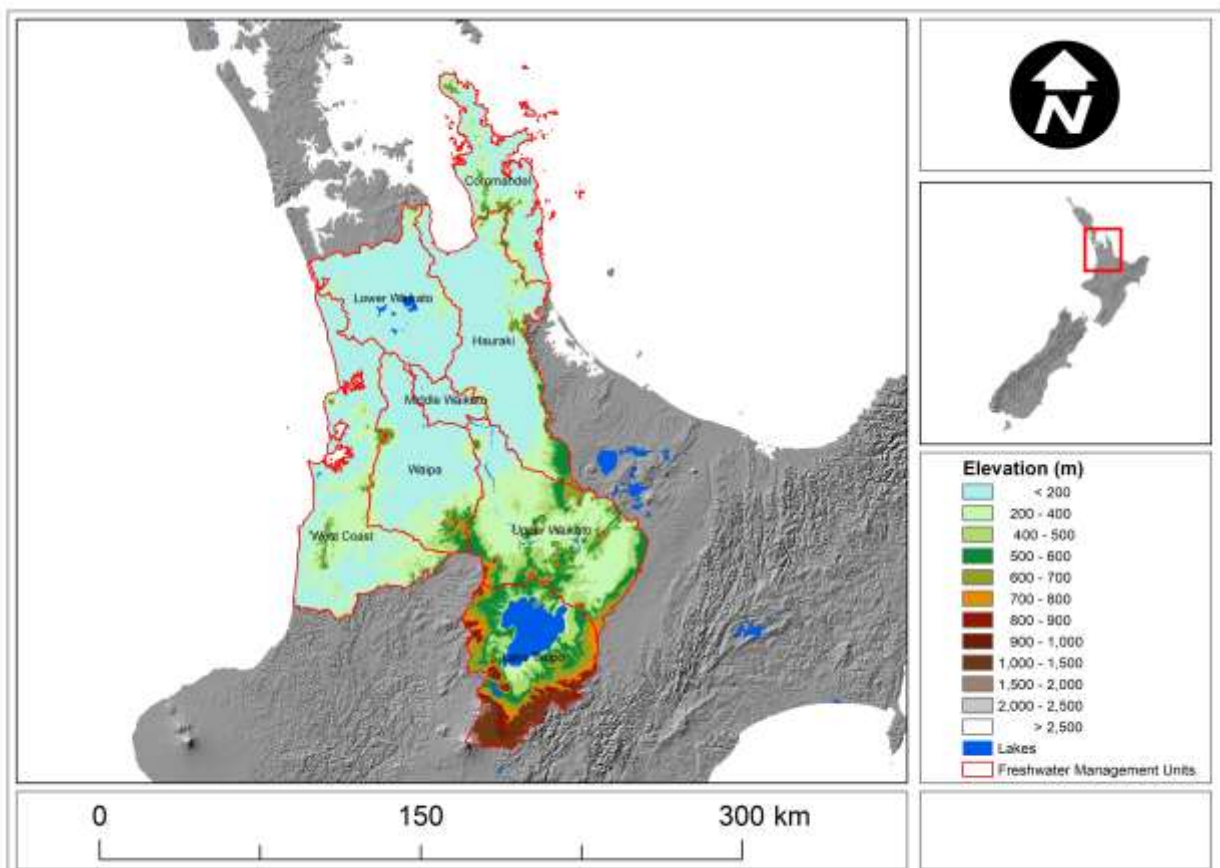 Coromandel
Lower Waikato
Hauraki
Middle Waikato
Waipa
Upper Waikato
West Coast
Lake Taupo
N
Elevation (m)
< 200
200 - 400
400 - 500
500 - 600
600 - 700
700 - 800
800 - 900
900 - 1,000
1,000 - 1,500
1,500 - 2,000
2,000 - 2,500
> 2,500
Lakes
Freshwater Management Units
0 150 300 km